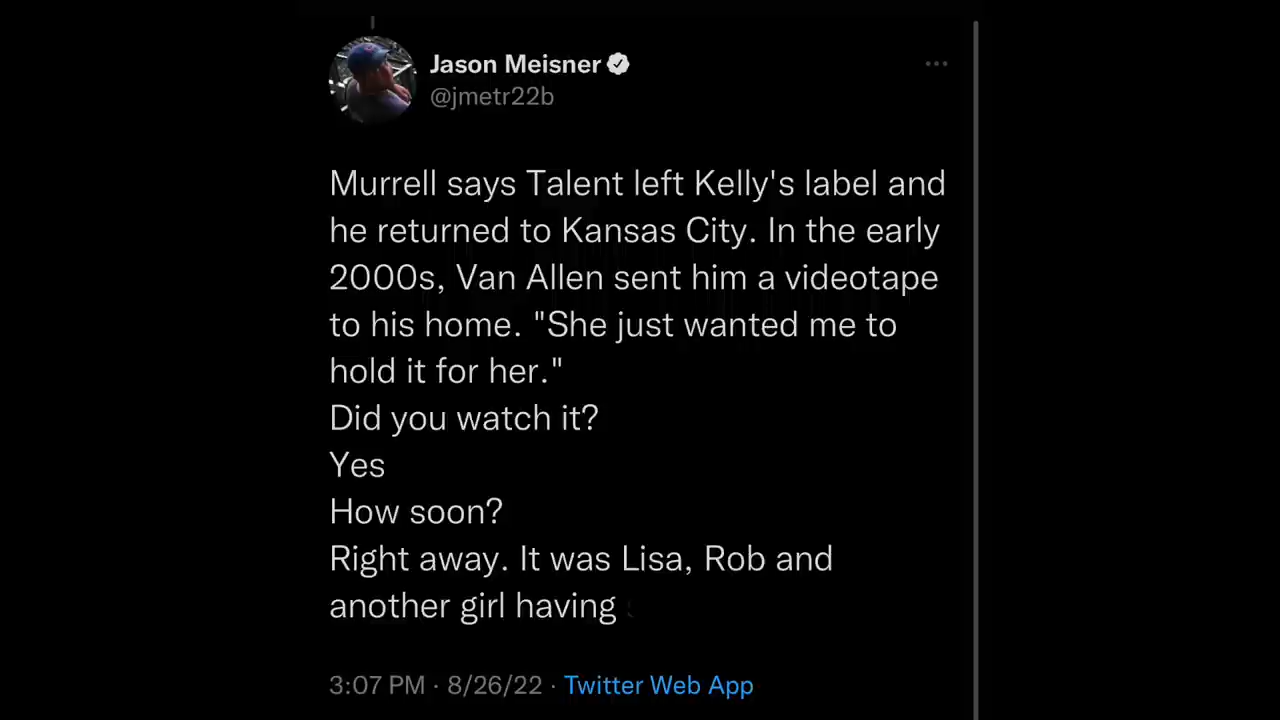 Jason Meisner
@jmetr22b
Murrell says Talent left Kelly's label and
he returned to Kansas City. In the early
2000s, Van Allen sent him a videotape
to his home. "She just wanted me to
hold it for her."
Did you watch it?
Yes
How soon?
Right away. It was Lisa, Rob and
another girl having
3:07 PM · 8/26/22 · Twitter Web App